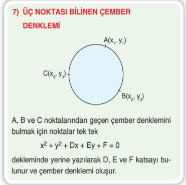 7) ÜÇ NOKTASI BİLİNEN ÇEMBER
DENKLEMİ
A(x₁, y₁)
C(x₃, y₃)
B(x₂, y₂)
A, B ve C noktalarından geçen çember denklemini
bulmak için noktalar tek tek
x² + y² + Dx + Ey + F = 0
dekleminde yerine yazılarak D, E ve F katsayı bu-
lunur ve çember denklemi oluşur.